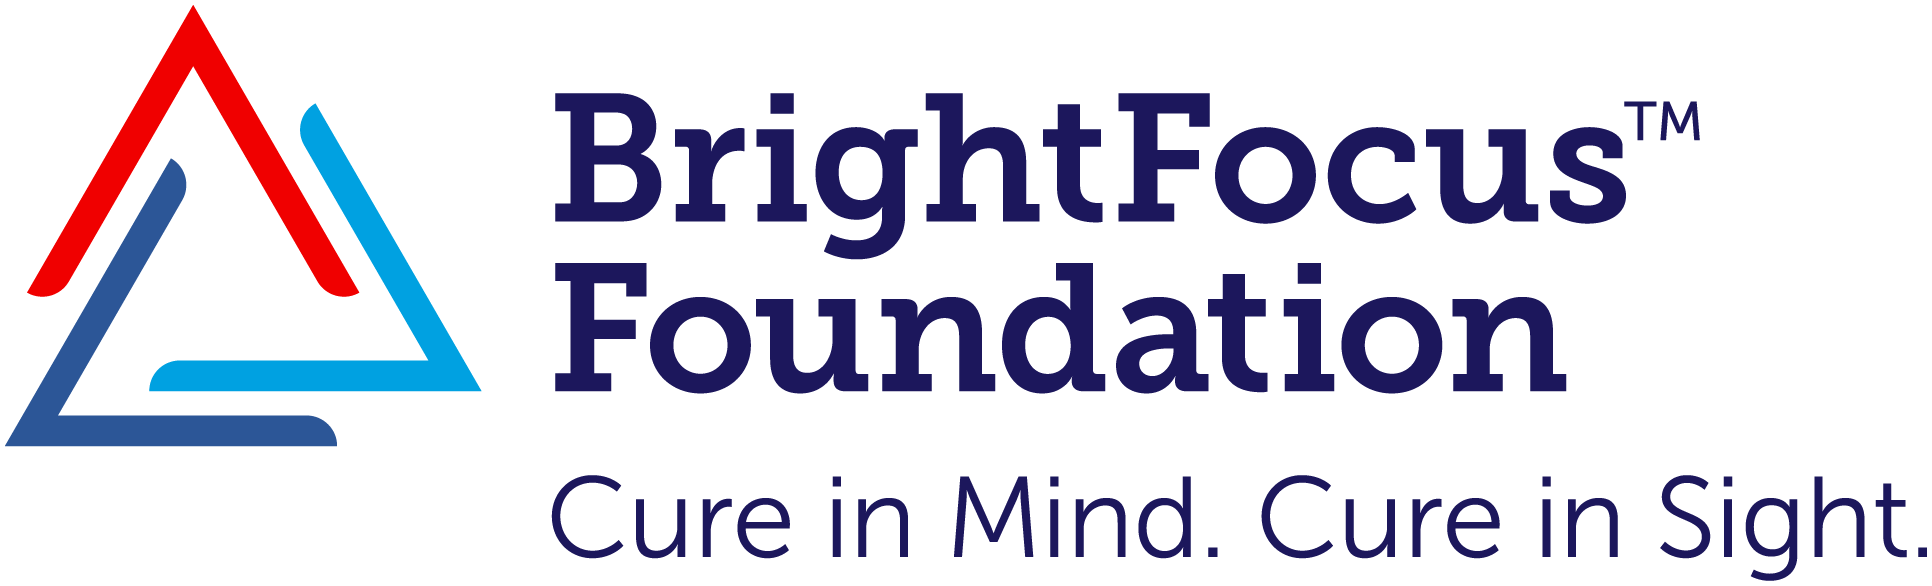 BrightFocus™
Foundation
Cure in Mind. Cure in Sight.